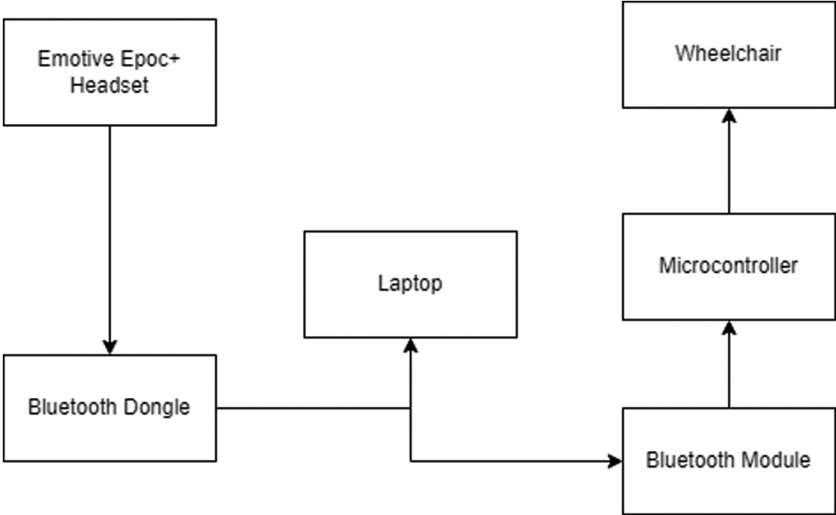 Emotive Epoc+
Headset
Wheelchair
Laptop
Microcontroller
Bluetooth Dongle
Bluetooth Module